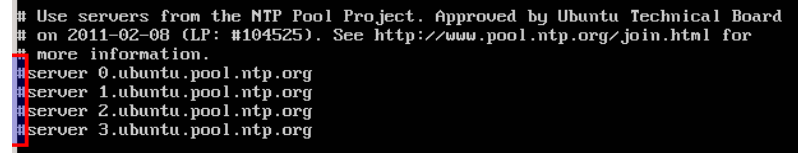 # Use servers from the NTP Pool Project. Approved by Ubuntu Technical Board
# on 2011-02-08 (LP: #104525). See http://www.pool.ntp.org/join.html for
# more information.
#server 0.ubuntu.pool.ntp.org
#server 1.ubuntu.pool.ntp.org
#server 2.ubuntu.pool.ntp.org
#server 3.ubuntu.pool.ntp.org